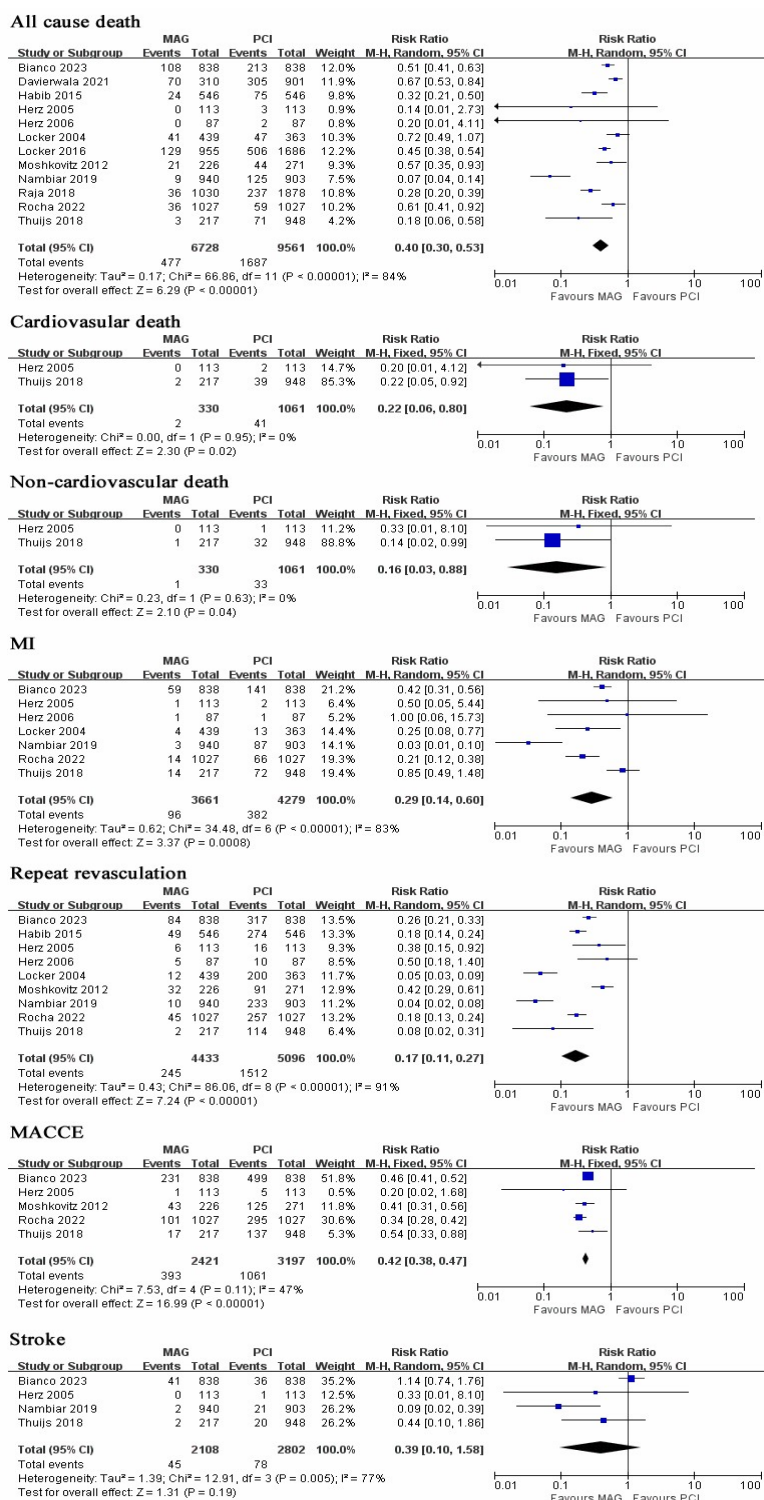 All cause death
MAG PCI Risk Ratio Risk Ratio
Study or Subgroup Events Total Events Total Weight M-H, Random, 95% CI M-H, Random, 95% CI
Bianco 2023 108 838 213 838 12.0% 0.51 [0.41, 0.63]
Davierwala 2021 70 310 305 901 11.9% 0.67 [0.53, 0.84]
Habib 2015 24 546 75 546 9.6% 0.32 [0.21, 0.50]
Herz 2005 0 113 3 113 0.9% 0.14 [0.01, 2.73]
Herz 2006 0 87 2 87 0.8% 0.20 [0.01, 4.11]
Locker 2004 41 439 47 363 10.3% 0.72 [0.49, 1.07]
Locker 2016 129 955 506 1686 12.2% 0.45 [0.38, 0.54]
Moshkovitz 2012 21 226 44 271 9.0% 0.57 [0.35, 0.93]
Nambiar 2019 9 940 125 903 7.1% 0.07 [0.04, 0.14]
Raja 2018 36 1030 237 1878 10.8% 0.28 [0.20, 0.39]
Rocha 2022 36 1027 59 1027 10.2% 0.61 [0.41, 0.92]
Thuijs 2018 3 217 71 948 4.2% 0.18 [0.06, 0.58]
Total (95% CI) 6728 9561 100.0% 0.40 [0.30, 0.53]
Total events 477 1687
Heterogeneity: Tau² = 0.17; Chi² = 66.86, df = 11 (P < 0.00001); I² = 84%
Test for overall effect: Z = 6.29 (P < 0.00001)
0.01 0.1 1 10 100
Favours MAG Favours PCI
Cardiovasular death
MAG PCI Risk Ratio Risk Ratio
Study or Subgroup Events Total Events Total Weight M-H, Fixed, 95% CI M-H, Fixed, 95% CI
Herz 2005 0 113 2 113 14.7% 0.20 [0.01, 4.12]
Thuijs 2018 2 217 39 948 85.3% 0.22 [0.05, 0.92]
Total (95% CI) 330 1061 100.0% 0.22 [0.06, 0.80]
Total events 2 41
Heterogeneity: Chi² = 0.00, df = 1 (P = 0.95); I² = 0%
Test for overall effect: Z = 2.30 (P = 0.02)
0.01 0.1 1 10 100
Favours MAG Favours PCI
Non-cardiovascular death
MAG PCI Risk Ratio Risk Ratio
Study or Subgroup Events Total Events Total Weight M-H, Fixed, 95% CI M-H, Fixed, 95% CI
Herz 2005 0 113 1 113 11.2% 0.33 [0.01, 8.10]
Thuijs 2018 1 217 32 948 88.8% 0.14 [0.02, 0.99]
Total (95% CI) 330 1061 100.0% 0.16 [0.03, 0.88]
Total events 1 33
Heterogeneity: Chi² = 0.23, df = 1 (P = 0.63); I² = 0%
Test for overall effect: Z = 2.10 (P = 0.04)
0.01 0.1 1 10 100
Favours MAG Favours PCI
MI
MAG PCI Risk Ratio Risk Ratio
Study or Subgroup Events Total Events Total Weight M-H, Random, 95% CI M-H, Random, 95% CI
Bianco 2023 59 838 141 838 21.2% 0.42 [0.31, 0.56]
Herz 2005 1 113 2 113 6.4% 0.50 [0.05, 5.44]
Herz 2006 1 87 1 87 5.2% 1.00 [0.06, 15.73]
Locker 2004 4 439 13 363 14.4% 0.25 [0.08, 0.77]
Nambiar 2019 3 940 87 903 14.1% 0.03 [0.01, 0.10]
Rocha 2022 14 1027 66 1027 19.3% 0.21 [0.12, 0.38]
Thuijs 2018 14 217 72 948 19.4% 0.85 [0.49, 1.48]
Total (95% CI) 3661 4279 100.0% 0.29 [0.14, 0.60]
Total events 96 382
Heterogeneity: Tau² = 0.62; Chi² = 34.48, df = 6 (P < 0.00001); I² = 83%
Test for overall effect: Z = 3.37 (P = 0.0008)
0.01 0.1 1 10 100
Favours MAG Favours PCI
Repeat revasculation
MAG PCI Risk Ratio Risk Ratio
Study or Subgroup Events Total Events Total Weight M-H, Random, 95% CI M-H, Random, 95% CI
Bianco 2023 84 838 317 838 13.5% 0.26 [0.21, 0.33]
Habib 2015 49 546 274 546 13.3% 0.18 [0.14, 0.24]
Herz 2005 6 113 16 113 9.3% 0.38 [0.15, 0.92]
Herz 2006 5 87 10 87 8.5% 0.50 [0.18, 1.40]
Locker 2004 12 439 200 363 11.7% 0.05 [0.03, 0.09]
Moshkovitz 2012 32 226 91 271 12.9% 0.42 [0.29, 0.61]
Nambiar 2019 10 940 233 903 11.2% 0.04 [0.02, 0.08]
Rocha 2022 45 1027 257 1027 13.2% 0.18 [0.13, 0.24]
Thuijs 2018 2 217 114 948 6.4% 0.08 [0.02, 0.31]
Total (95% CI) 4433 5096 100.0% 0.17 [0.11, 0.27]
Total events 245 1512
Heterogeneity: Tau² = 0.43; Chi² = 86.06, df = 8 (P < 0.00001); I² = 91%
Test for overall effect: Z = 7.24 (P < 0.00001)
0.01 0.1 1 10 100
Favours MAG Favours PCI
MACCE
MAG PCI Risk Ratio Risk Ratio
Study or Subgroup Events Total Events Total Weight M-H, Fixed, 95% CI M-H, Fixed, 95% CI
Bianco 2023 231 838 499 838 51.8% 0.46 [0.41, 0.52]
Herz 2005 1 113 5 113 0.5% 0.20 [0.02, 1.68]
Moshkovitz 2012 43 226 125 271 11.8% 0.41 [0.31, 0.56]
Rocha 2022 101 1027 295 1027 30.6% 0.34 [0.28, 0.42]
Thuijs 2018 17 217 137 948 5.3% 0.54 [0.33, 0.88]
Total (95% CI) 2421 3197 100.0% 0.42 [0.38, 0.47]
Total events 393 1061
Heterogeneity: Chi² = 7.53, df = 4 (P = 0.11); I² = 47%
Test for overall effect: Z = 16.99 (P < 0.00001)
0.01 0.1 1 10 100
Favours MAG Favours PCI
Stroke
MAG PCI Risk Ratio Risk Ratio
Study or Subgroup Events Total Events Total Weight M-H, Random, 95% CI M-H, Random, 95% CI
Bianco 2023 41 838 36 838 35.2% 1.14 [0.74, 1.76]
Herz 2005 0 113 1 113 12.5% 0.33 [0.01, 8.10]
Nambiar 2019 2 940 21 903 26.2% 0.09 [0.02, 0.39]
Thuijs 2018 2 217 20 948 26.2% 0.44 [0.10, 1.86]
Total (95% CI) 2108 2802 100.0% 0.39 [0.10, 1.58]
Total events 45 78
Heterogeneity: Tau² = 1.39; Chi² = 12.91, df = 3 (P = 0.005); I² = 77%
Test for overall effect: Z = 1.31 (P = 0.19)
0.01 0.1 1 10 100
Favours MAG Favours PCI